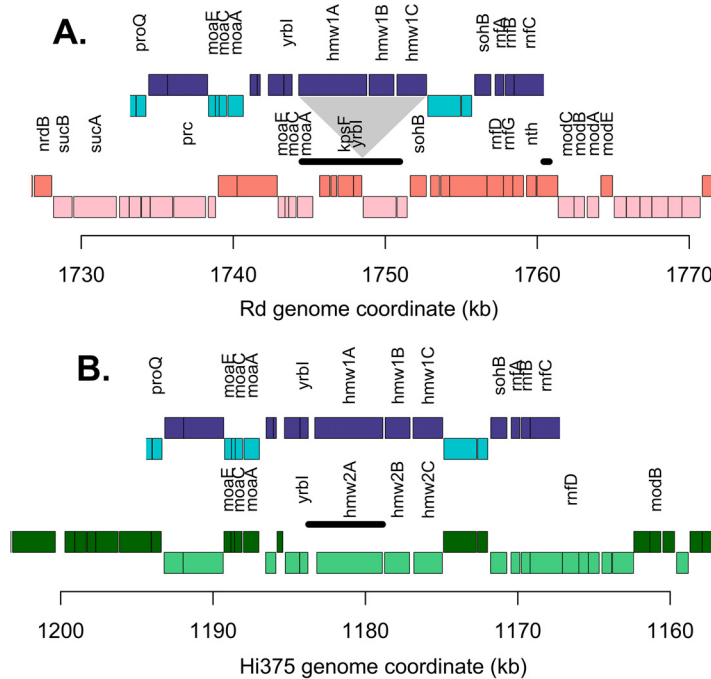 A.
proQ moaE moaC moaA yrbI hmw1A hmw1B hmw1C sohB rnfA rnfB rnfC
nrdB sucB sucA prc moaE moaC moaA kpsF yrbI sohB rnfD rnfG nth modC modB modA modE
1730 1740 1750 1760 1770
Rd genome coordinate (kb)
B.
proQ moaE moaC moaA yrbI hmw1A hmw1B hmw1C sohB rnfA rnfB rnfC
moaE moaC moaA yrbI hmw2A hmw2B hmw2C rnfD modB
1200 1190 1180 1170 1160
Hi375 genome coordinate (kb)